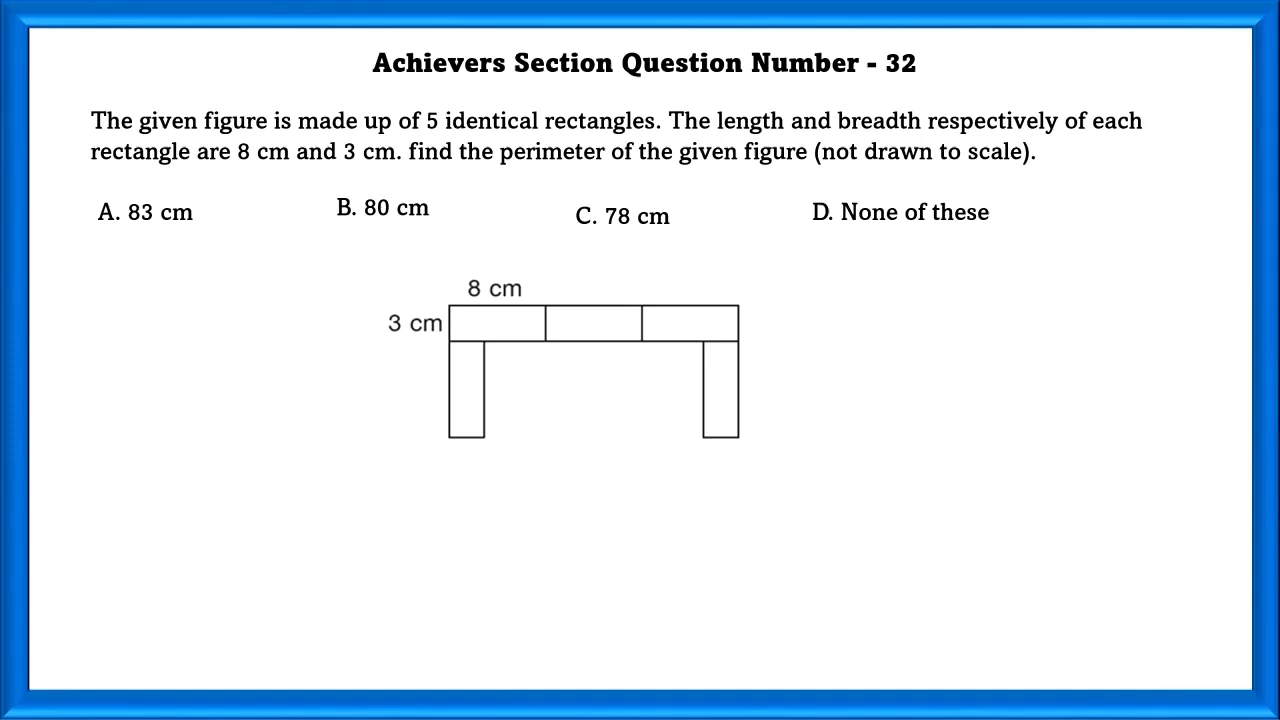 Achievers Section Question Number - 32
The given figure is made up of 5 identical rectangles. The length and breadth respectively of each
rectangle are 8 cm and 3 cm. find the perimeter of the given figure (not drawn to scale).
A. 83 cm
B. 80 cm
C. 78 cm
D. None of these
8 cm
3 cm